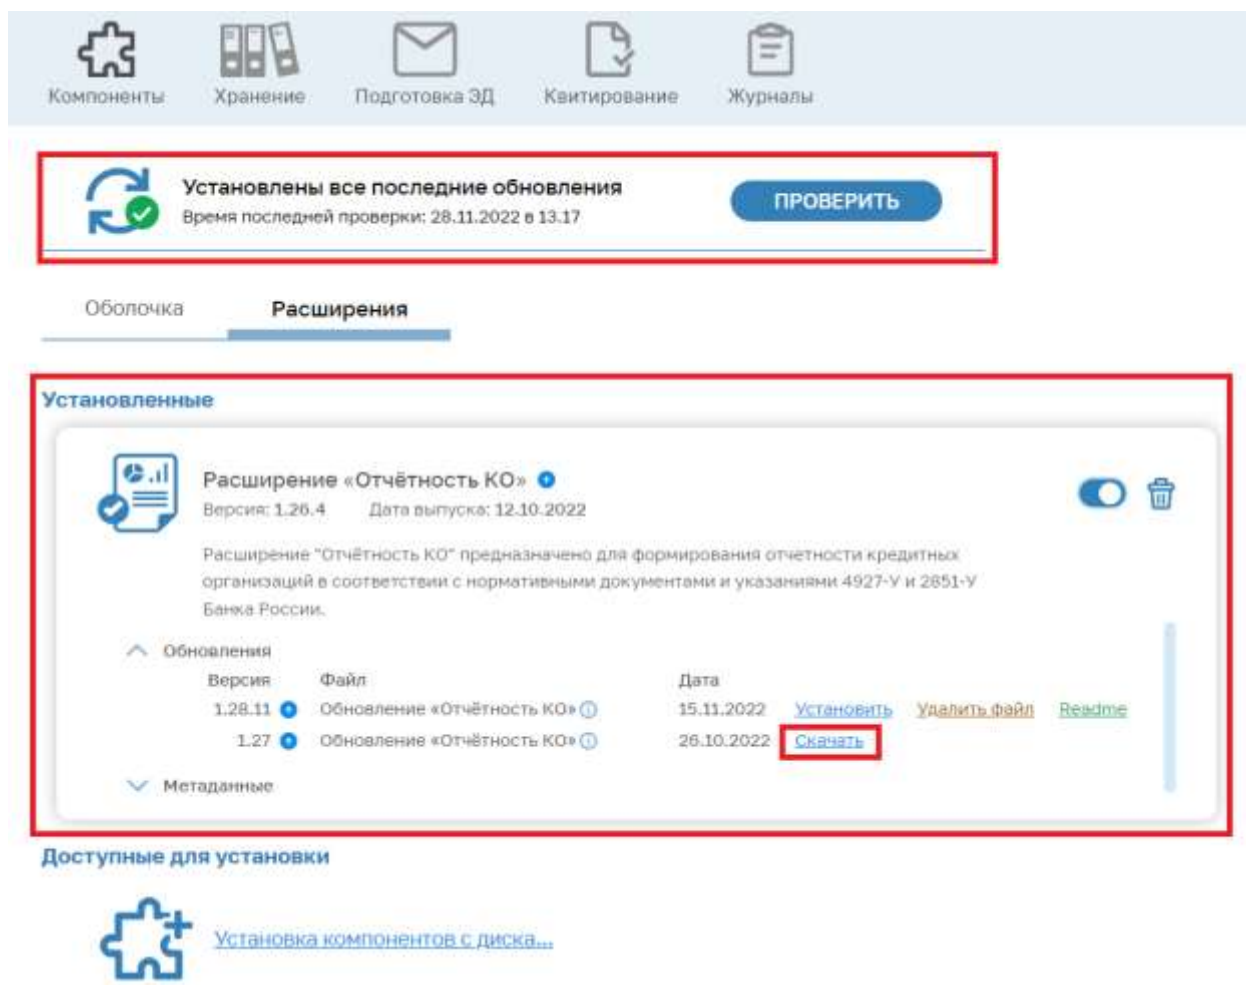 Компоненты Хранение Подготовка ЭД Квитирование Журналы
Установлены все последние обновления
Время последней проверки: 28.11.2022 в 13.17
ПРОВЕРИТЬ
Оболочка Расширения
Установленные
Расширение «Отчётность КО»
Версия: 1.26.4 Дата выпуска: 12.10.2022
Расширение "Отчётность КО" предназначено для формирования отчетности кредитных
организаций в соответствии с нормативными документами и указаниями 4927-У и 2851-У
Банка России.
Обновления
Версия Файл Дата
1.28.11 Обновление «Отчётность КО» 15.11.2022 Установить Удалить файл Readme
1.27 Обновление «Отчётность КО» 26.10.2022 Скачать
Метаданные
Доступные для установки
Установка компонентов с диска...